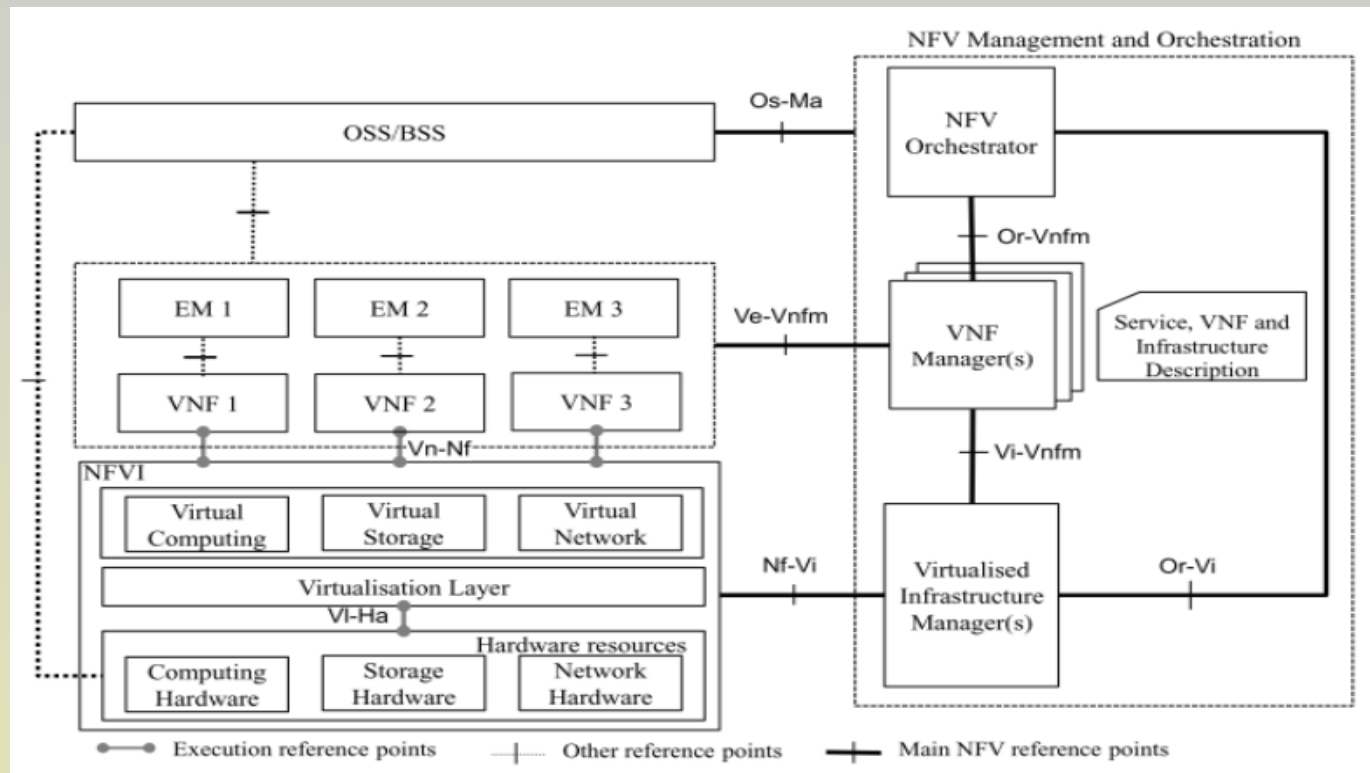 NFV Management and Orchestration
Os-Ma
OSS/BSS
NFV
Orchestrator
Or-Vnfm
EM 1
EM 2
EM 3
Ve-Vnfm
VNF
Manager(s)
Service, VNF and
Infrastructure
Description
VNF 1
VNF 2
VNF 3
Vn-Nf
Vi-Vnfm
NFVI
Virtual
Computing
Virtual
Storage
Virtual
Network
Nf-Vi
Virtualised
Infrastructure
Manager(s)
Or-Vi
Virtualisation Layer
Vl-Ha
Hardware resources
Computing
Hardware
Storage
Hardware
Network
Hardware
Execution reference points
Other reference points
Main NFV reference points